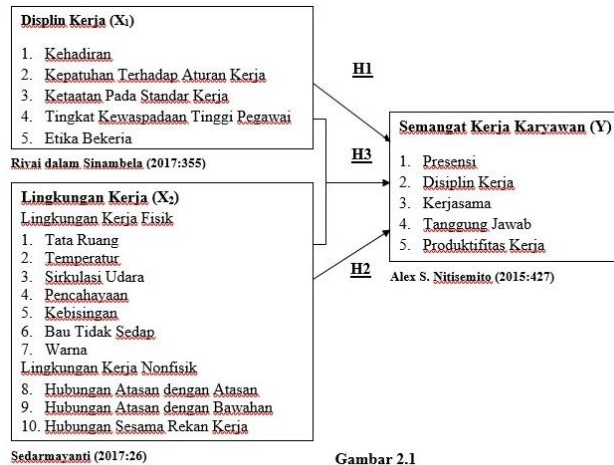 Displin Kerja (X₁)
1. Kehadiran
2. Kepatuhan Terhadap Aturan Kerja
3. Ketaatan Pada Standar Kerja
4. Tingkat Kewaspadaan Tinggi Pegawai
5. Etika Bekerja
Rivai dalam Sinambela (2017:355)
Lingkungan Kerja (X₂)
Lingkungan Kerja Fisik
1. Tata Ruang
2. Temperatur
3. Sirkulasi Udara
4. Pencahayaan
5. Kebisingan
6. Bau Tidak Sedap
7. Warna
Lingkungan Kerja Nonfisik
8. Hubungan Atasan dengan Atasan
9. Hubungan Atasan dengan Bawahan
10. Hubungan Sesama Rekan Kerja
Sedarmayanti (2017:26)
H1
H3
H2
Semangat Kerja Karyawan (Y)
1. Presensi
2. Disiplin Kerja
3. Kerjasama
4. Tanggung Jawab
5. Produktifitas Kerja
Alex S. Nitisemito (2015:427)
Gambar 2.1